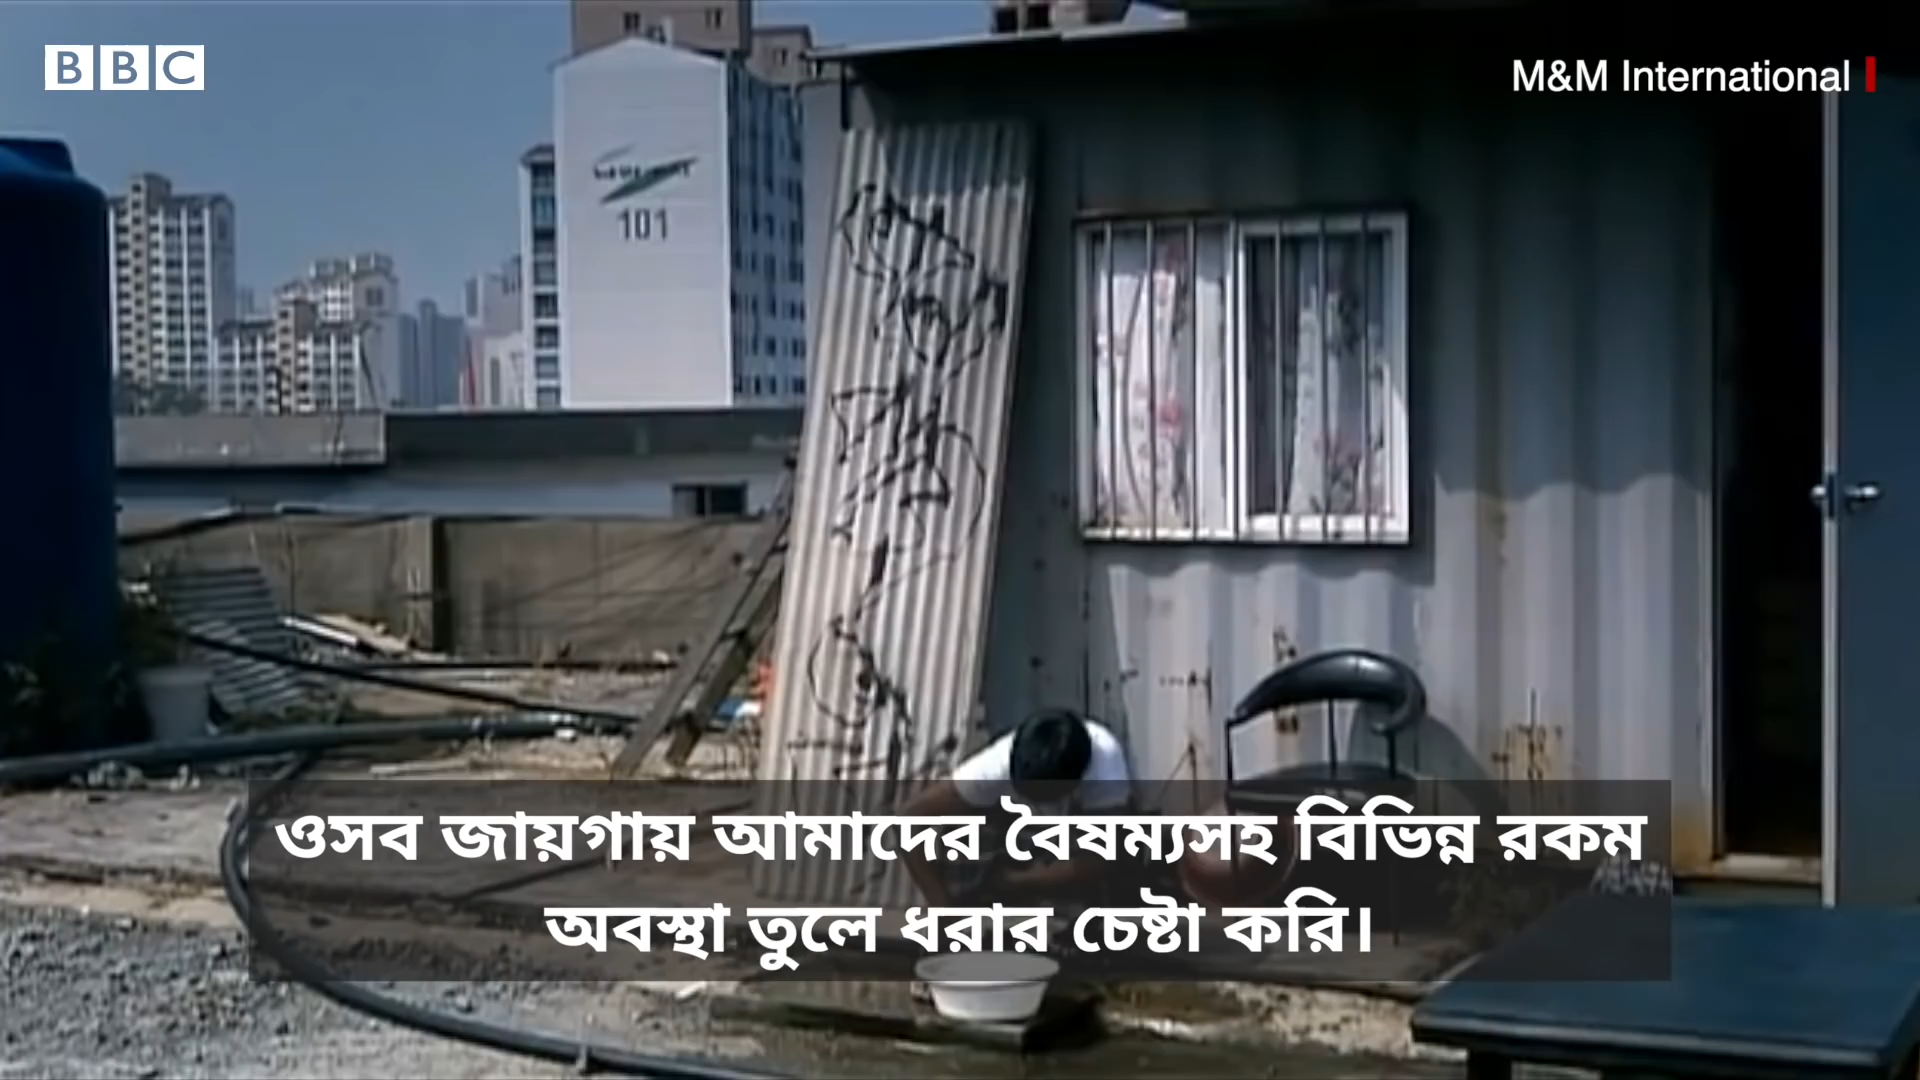 BBC
M&M International
101
ওসব জায়গায় আমাদের বৈষম্যসহ বিভিন্ন রকম
অবস্থা তুলে ধরার চেষ্টা করি।